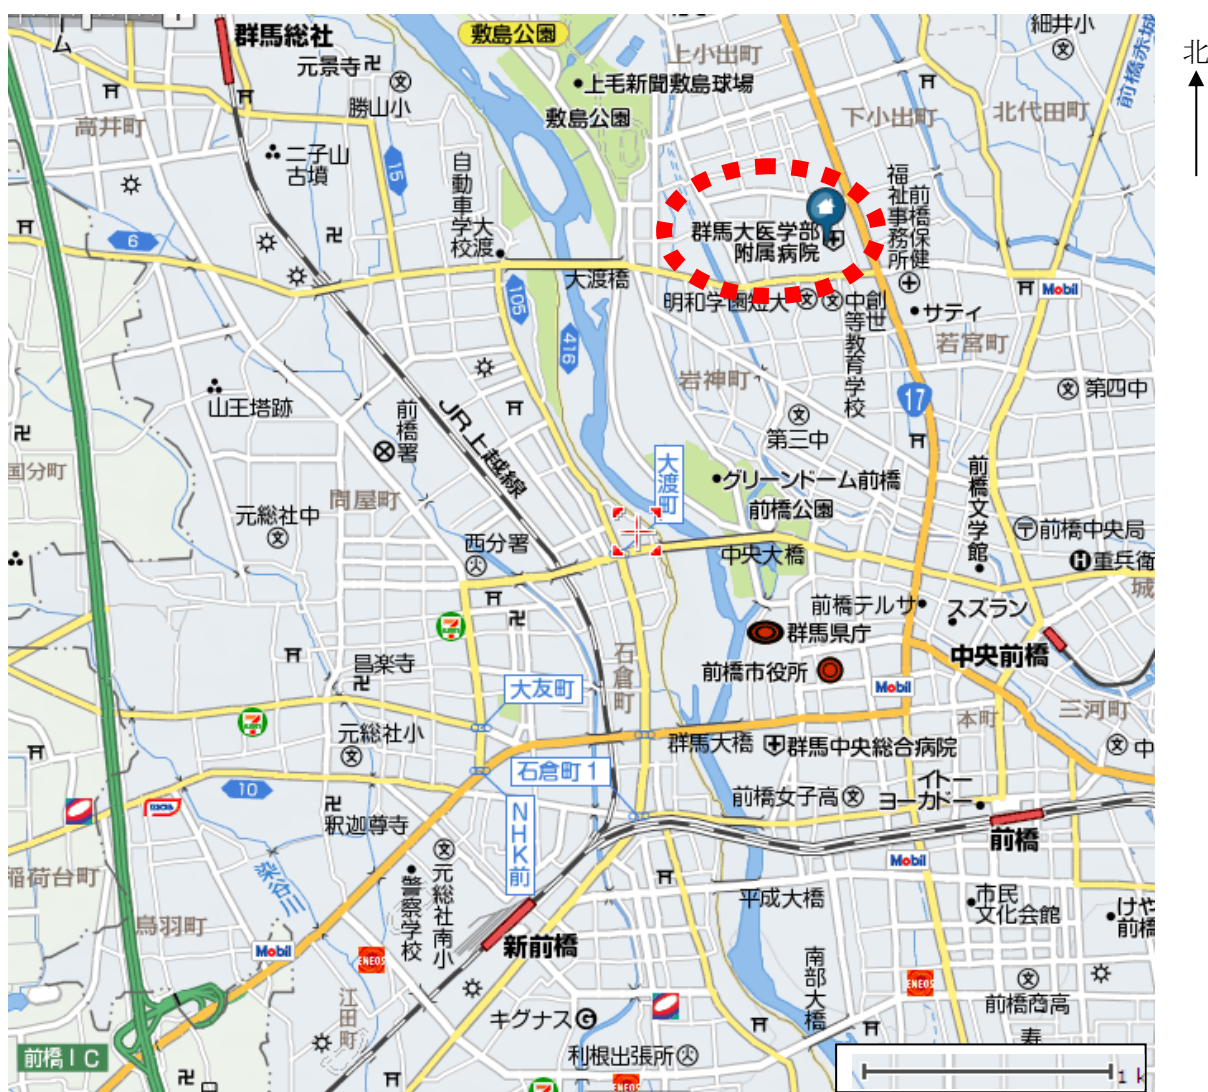 群馬総社
ム
元景寺
勝山小
高井町
二子山
古墳
15
6
敷島公園
上毛新聞敷島球場
敷島公園
上小出町
細井小
前橋赤城
北
下小出町
北代田町
自動車学校
大渡
大渡橋
105
416
群馬大医学部
附属病院
明和学園短大
中等教育学校
創世
福祉事務所
前橋保健
サティ
Mobil
若宮町
岩神町
17
第四中
第三中
山王塔跡
前橋署
JR上越線
国分町
問屋町
元総社中
西分署
大渡町
グリーンドーム前橋
前橋公園
中央大橋
前橋文学館
前橋中央局
H
重兵衛
城
前橋テルサ
スズラン
群馬県庁
中央前橋
前橋市役所
石倉町
昌楽寺
大友町
元総社小
Mobil
本町
三河町
群馬大橋
群馬中央総合病院
中
石倉町1
10
釈迦尊寺
NHK前
前橋女子高
イトー
ヨーカドー
前橋
稲荷台町
染谷三
鳥羽町
警察学校
元総社南小
新前橋
Mobil
平成大橋
市民
文化会館
けや
前橋
Mobil
ENEOS
江田町
南部大橋
ENEOS
前橋商高
寿
キグナス
G
利根出張所
前橋IC
1 k